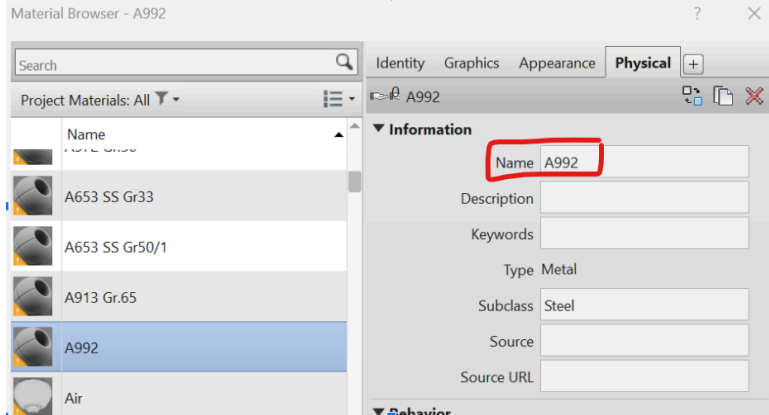 Material Browser - A992
?
Search
Project Materials: All
Name
A653 SS Gr33
A653 SS Gr50/1
A913 Gr.65
A992
Air
Identity Graphics Appearance Physical +
A992
Information
Name A992
Description
Keywords
Type Metal
Subclass Steel
Source
Source URL
Behavior